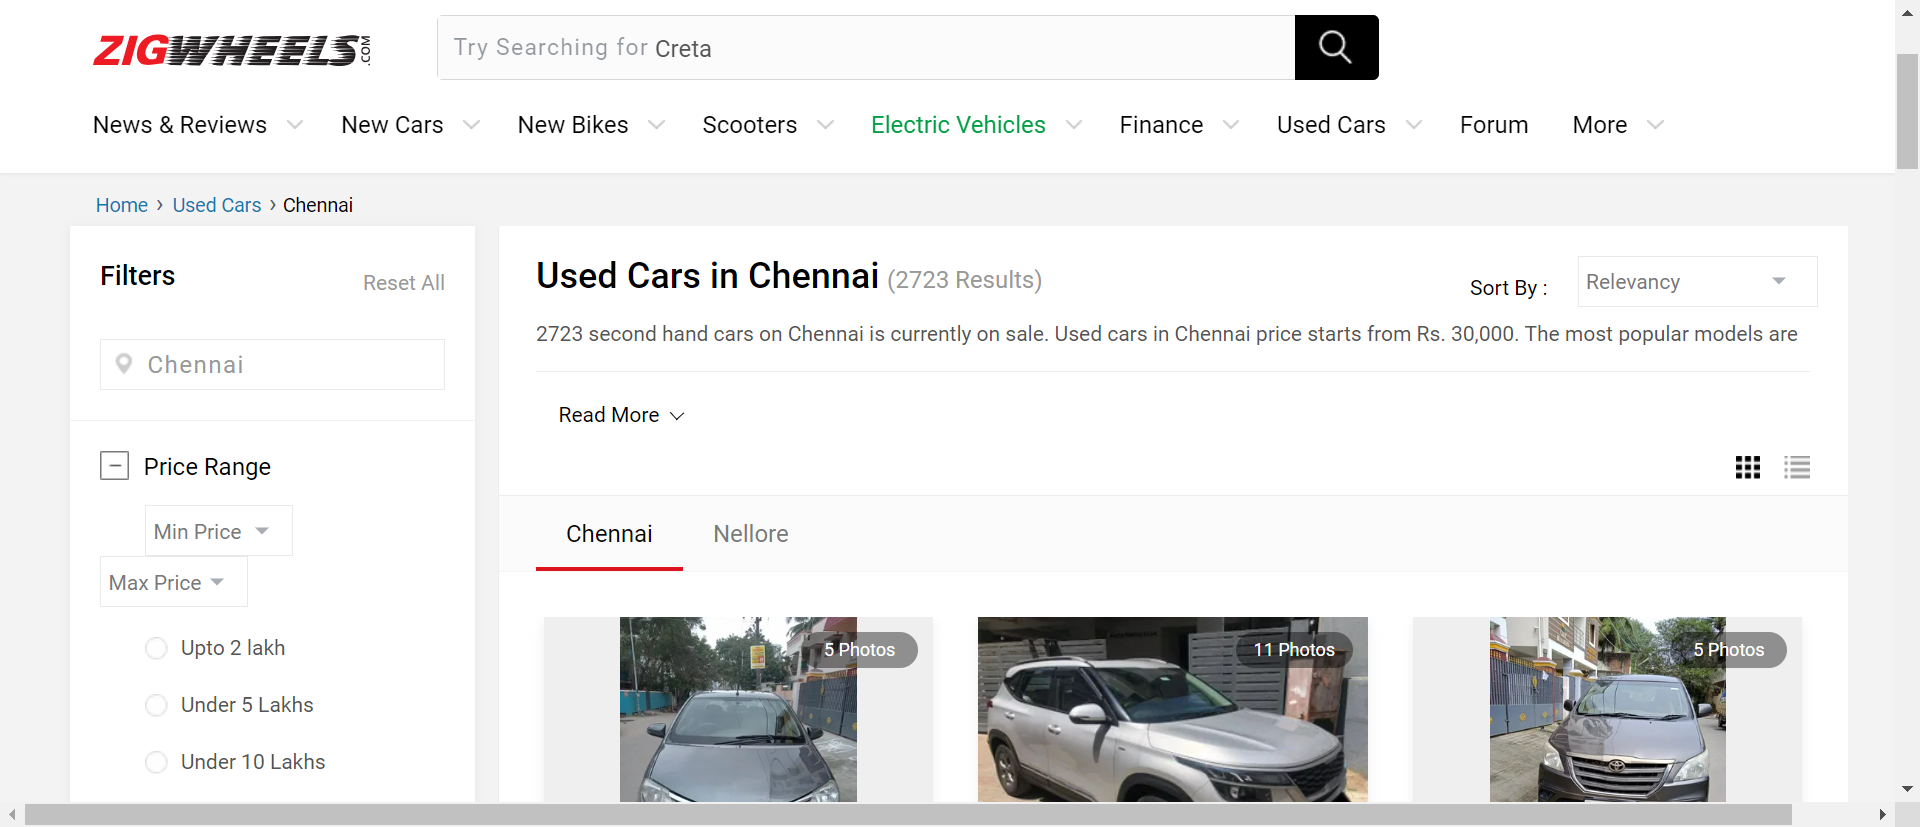 ZIGWHEELS.COM
Try Searching for Creta
News & Reviews New Cars New Bikes Scooters Electric Vehicles Finance Used Cars Forum More
Home › Used Cars › Chennai
Filters
Reset All
Chennai
Price Range
Min Price
Max Price
Upto 2 lakh
Under 5 Lakhs
Under 10 Lakhs
Used Cars in Chennai (2723 Results)
Sort By :
Relevancy
2723 second hand cars on Chennai is currently on sale. Used cars in Chennai price starts from Rs. 30,000. The most popular models are
Read More
Chennai Nellore
5 Photos
11 Photos
5 Photos